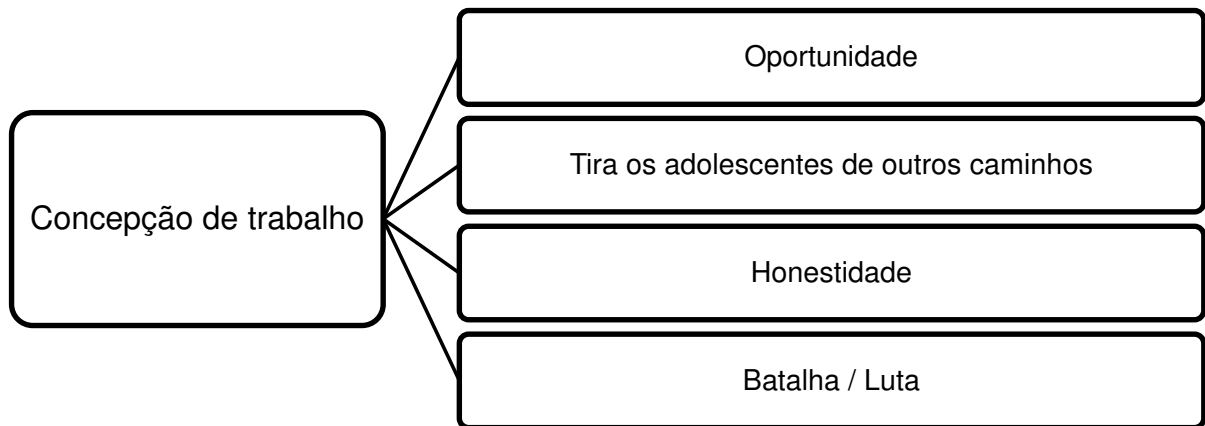 Concepção de trabalho
Oportunidade
Tira os adolescentes de outros caminhos
Honestidade
Batalha / Luta